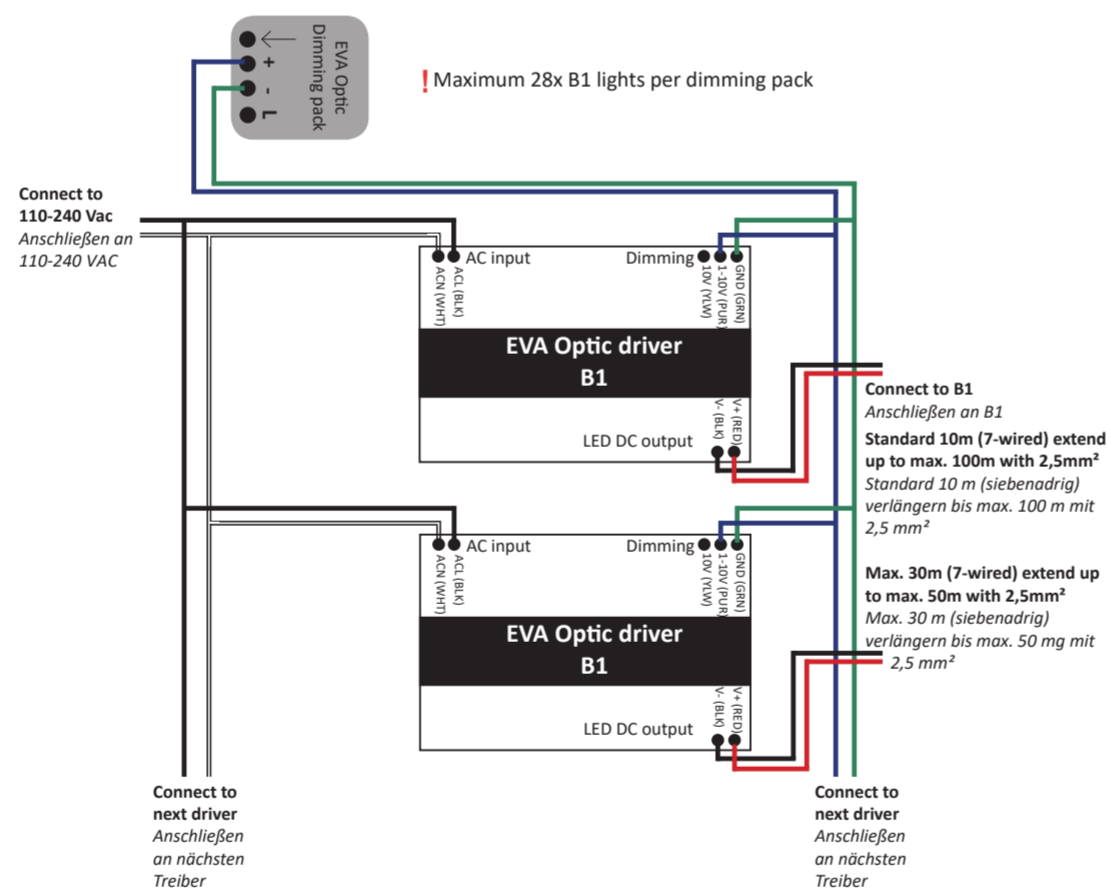 EVA Optic
Dimming pack
+
-
L
! Maximum 28x B1 lights per dimming pack
Connect to
110-240 Vac
Anschließen an
110-240 VAC
AC input
Dimming
ACN (WHT)
ACL (BLK)
10V (YLW)
1-10V (PUR)
GND (GRN)
EVA Optic driver
B1
V- (BLK)
V+ (RED)
LED DC output
Connect to B1
Anschließen an B1
Standard 10m (7-wired) extend
up to max. 100m with 2,5mm²
Standard 10 m (siebenadrig)
verlängern bis max. 100 m mit
2,5 mm²
AC input
Dimming
ACN (WHT)
ACL (BLK)
10V (YLW)
1-10V (PUR)
GND (GRN)
EVA Optic driver
B1
V- (BLK)
V+ (RED)
LED DC output
Max. 30m (7-wired) extend up
to max. 50m with 2,5mm²
Max. 30 m (siebenadrig)
verlängern bis max. 50 mg mit
2,5 mm²
Connect to
next driver
Anschließen
an nächsten
Treiber
Connect to
next driver
Anschließen
an nächsten
Treiber